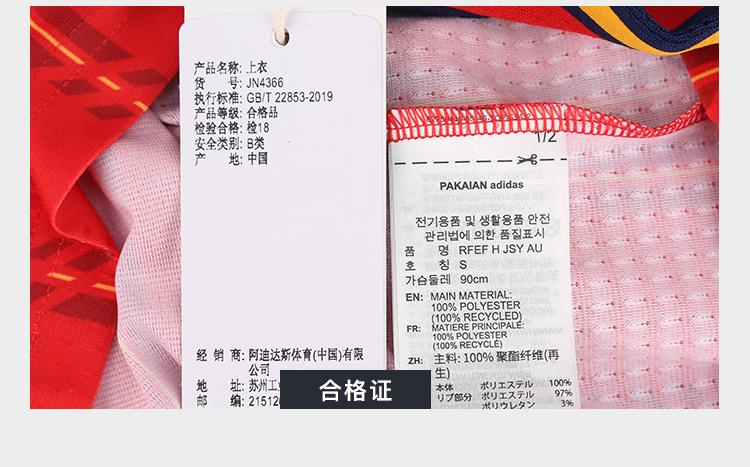 产品名称: 上衣
货 号: JN4366
执行标准: GB/T 22853-2019
产品等级: 合格品
检验合格: 检18
安全类别: B类
产 地: 中国
经 销 商: 阿迪达斯体育(中国)有限
公司
地 址: 苏州工
邮 编: 21512
合格证
1/2
PAKAIAN adidas
전기용품 및 생활용품 안전
관리법에 의한 품질표시
품 명 RFEF H JSY AU
호 칭 S
가슴둘레 90cm
EN: MAIN MATERIAL:
100% POLYESTER
(100% RECYCLED)
FR: MATIERE PRINCIPALE:
100% POLYESTER
(100% RECYCLÉ)
ZH: 主料: 100% 聚酯纤维(再
生)
本体 ポリエステル 100%
リブ部分 ポリエステル 97%
ポリウレタン 3%